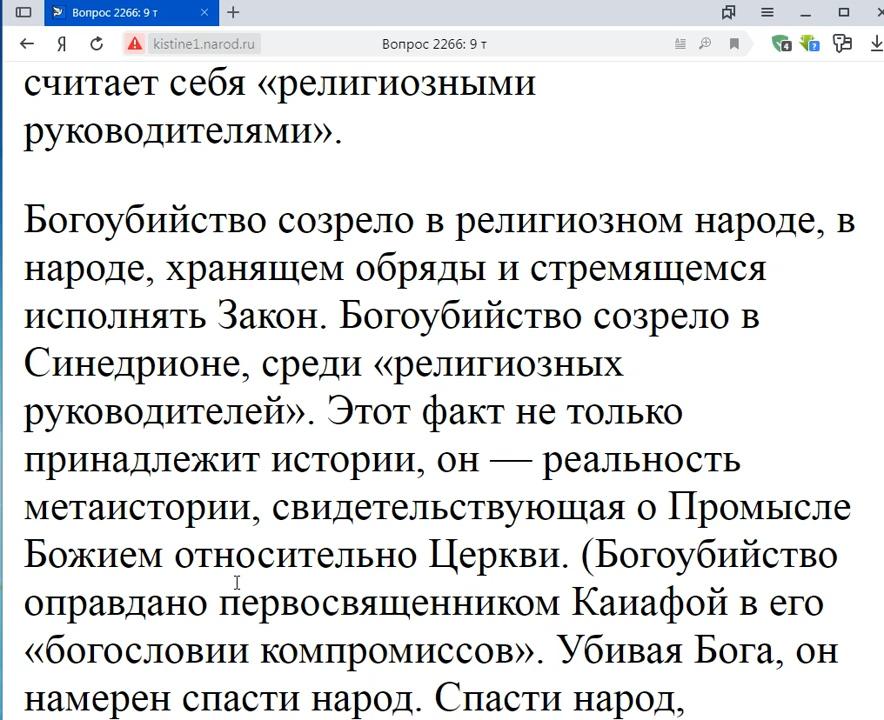 Вопрос 2266: 9 т
kistine1.narod.ru
Вопрос 2266: 9 т
считает себя «религиозными
руководителями».
Богоубийство созрело в религиозном народе, в
народе, хранящем обряды и стремящемся
исполнять Закон. Богоубийство созрело в
Синедрионе, среди «религиозных
руководителей». Этот факт не только
принадлежит истории, он — реальность
метаистории, свидетельствующая о Промысле
Божием относительно Церкви. (Богоубийство
оправдано первосвященником Каиафой в его
«богословии компромиссов». Убивая Бога, он
намерен спасти народ. Спасти народ,